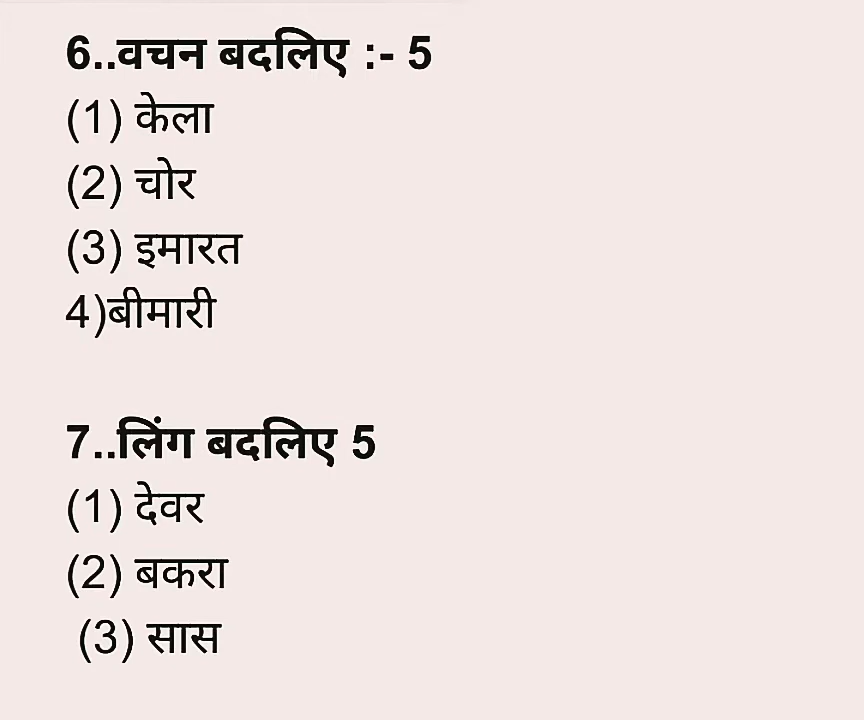 6..वचन बदलिए :- 5
(1) केला
(2) चोर
(3) इमारत
4)बीमारी
7..लिंग बदलिए 5
(1) देवर
(2) बकरा
(3) सास